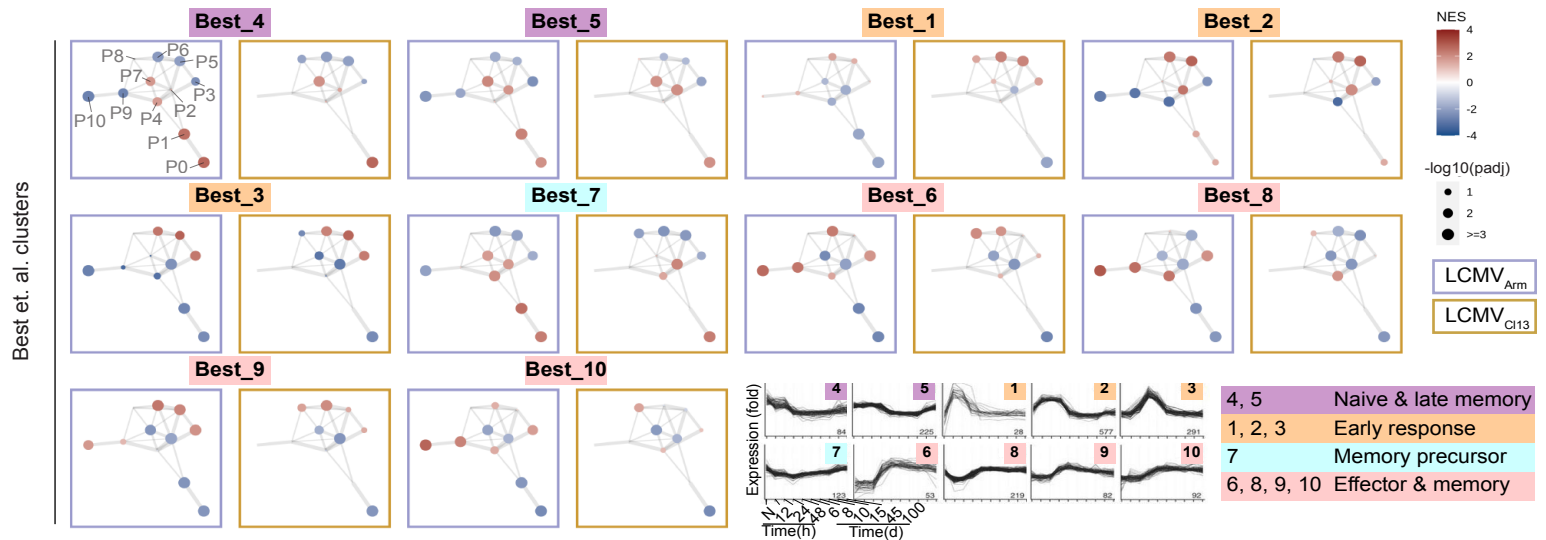 Best_4
Best_5
Best_1
Best_2
NES
4
2
0
-2
-4
P8
P6
P5
P7
P3
P2
P10
P9
P4
P1
P0
-log10(padj)
1
2
>=3
Best et. al. clusters
Best_3
Best_7
Best_6
Best_8
LCMV Arm
LCMV Cl13
Best_9
Best_10
Expression (fold)
4
84
5
225
1
28
2
577
3
291
7
123
6
53
8
219
9
82
10
92
N 1 12 24 48 6 8 10 15 45 100
Time(h)
Time(d)
4, 5 Naive & late memory
1, 2, 3 Early response
7 Memory precursor
6, 8, 9, 10 Effector & memory